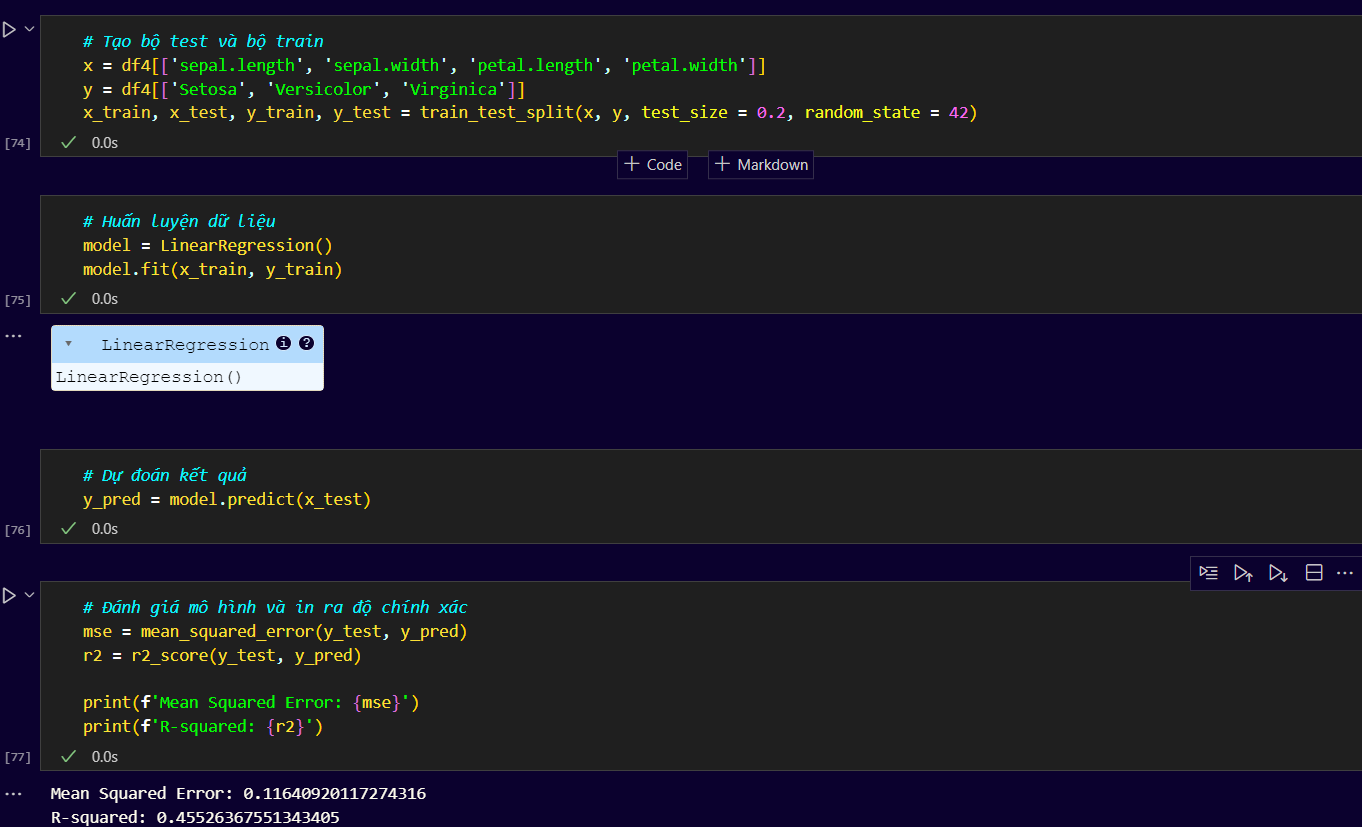 # Tạo bộ test và bộ train
x = df4[['sepal.length', 'sepal.width', 'petal.length', 'petal.width']]
y = df4[['Setosa', 'Versicolor', 'Virginica']]
x_train, x_test, y_train, y_test = train_test_split(x, y, test_size = 0.2, random_state = 42)
[74] 0.0s
+ Code + Markdown
# Huấn luyện dữ liệu
model = LinearRegression()
model.fit(x_train, y_train)
[75] 0.0s
... LinearRegression i ?
LinearRegression()
# Dự đoán kết quả
y_pred = model.predict(x_test)
[76] 0.0s
# Đánh giá mô hình và in ra độ chính xác
mse = mean_squared_error(y_test, y_pred)
r2 = r2_score(y_test, y_pred)
print(f'Mean Squared Error: {mse}')
print(f'R-squared: {r2}')
[77] 0.0s
... Mean Squared Error: 0.11640920117274316
R-squared: 0.45526367551343405